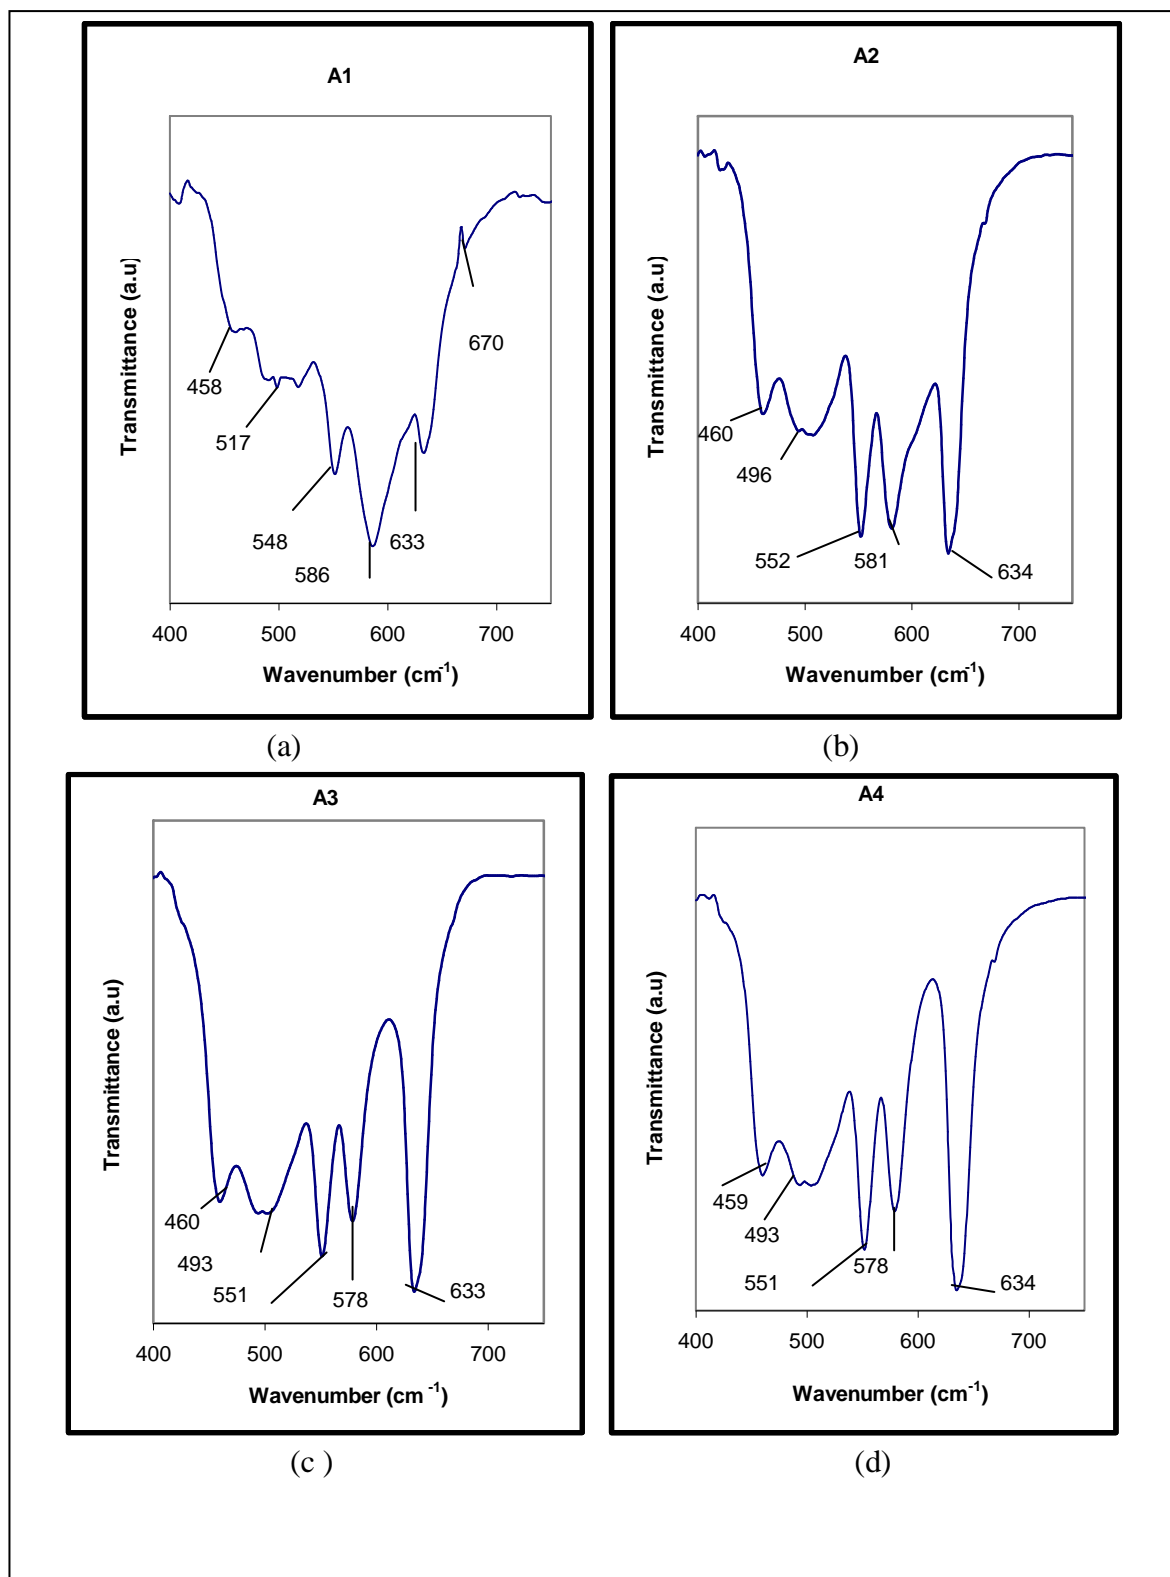 A1
Transmittance (a.u)
458
517
548
586
633
670
400 500 600 700
Wavenumber (cm-1)
(a)
A2
Transmittance (a.u)
460
496
552
581
634
400 500 600 700
Wavenumber (cm-1)
(b)
A3
Transmittance (a.u)
460
493
551
578
633
400 500 600 700
Wavenumber (cm -1)
(c )
A4
Transmittance (a.u)
459
493
551
578
634
400 500 600 700
Wavenumber (cm-1)
(d)